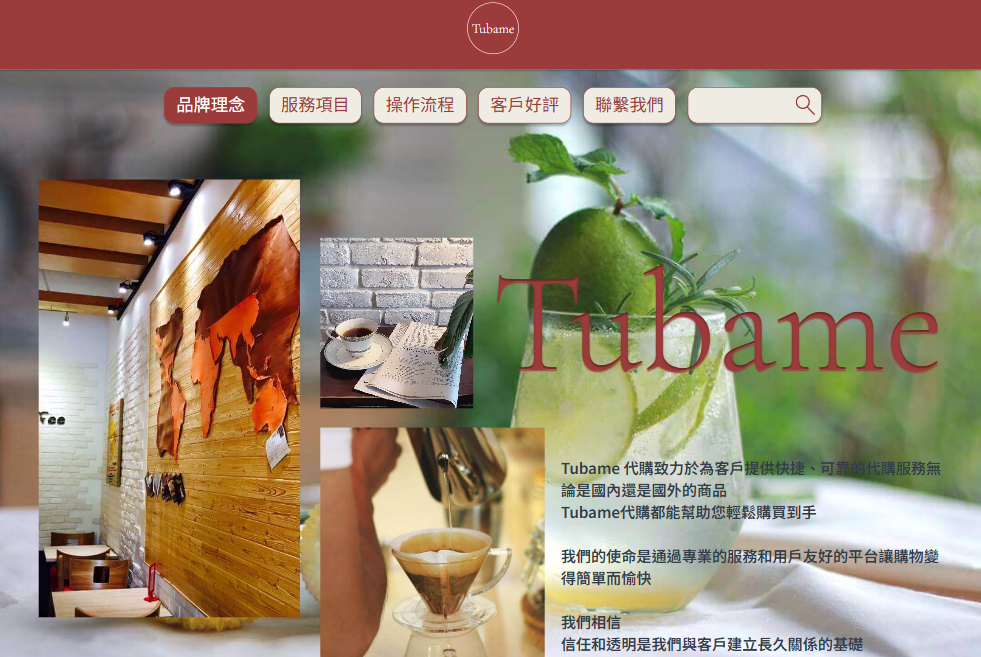 Tubame
品牌理念
服務項目
操作流程
客戶好評
聯繫我們
Tubame
Tubame 代購致力於為客戶提供快捷、可靠的代購服務無
論是國內還是國外的商品
Tubame代購都能幫助您輕鬆購買到手
我們的使命是通過專業的服務和用戶友好的平台讓購物變
得簡單而愉快
我們相信
信任和透明是我們與客戶建立長久關係的基礎